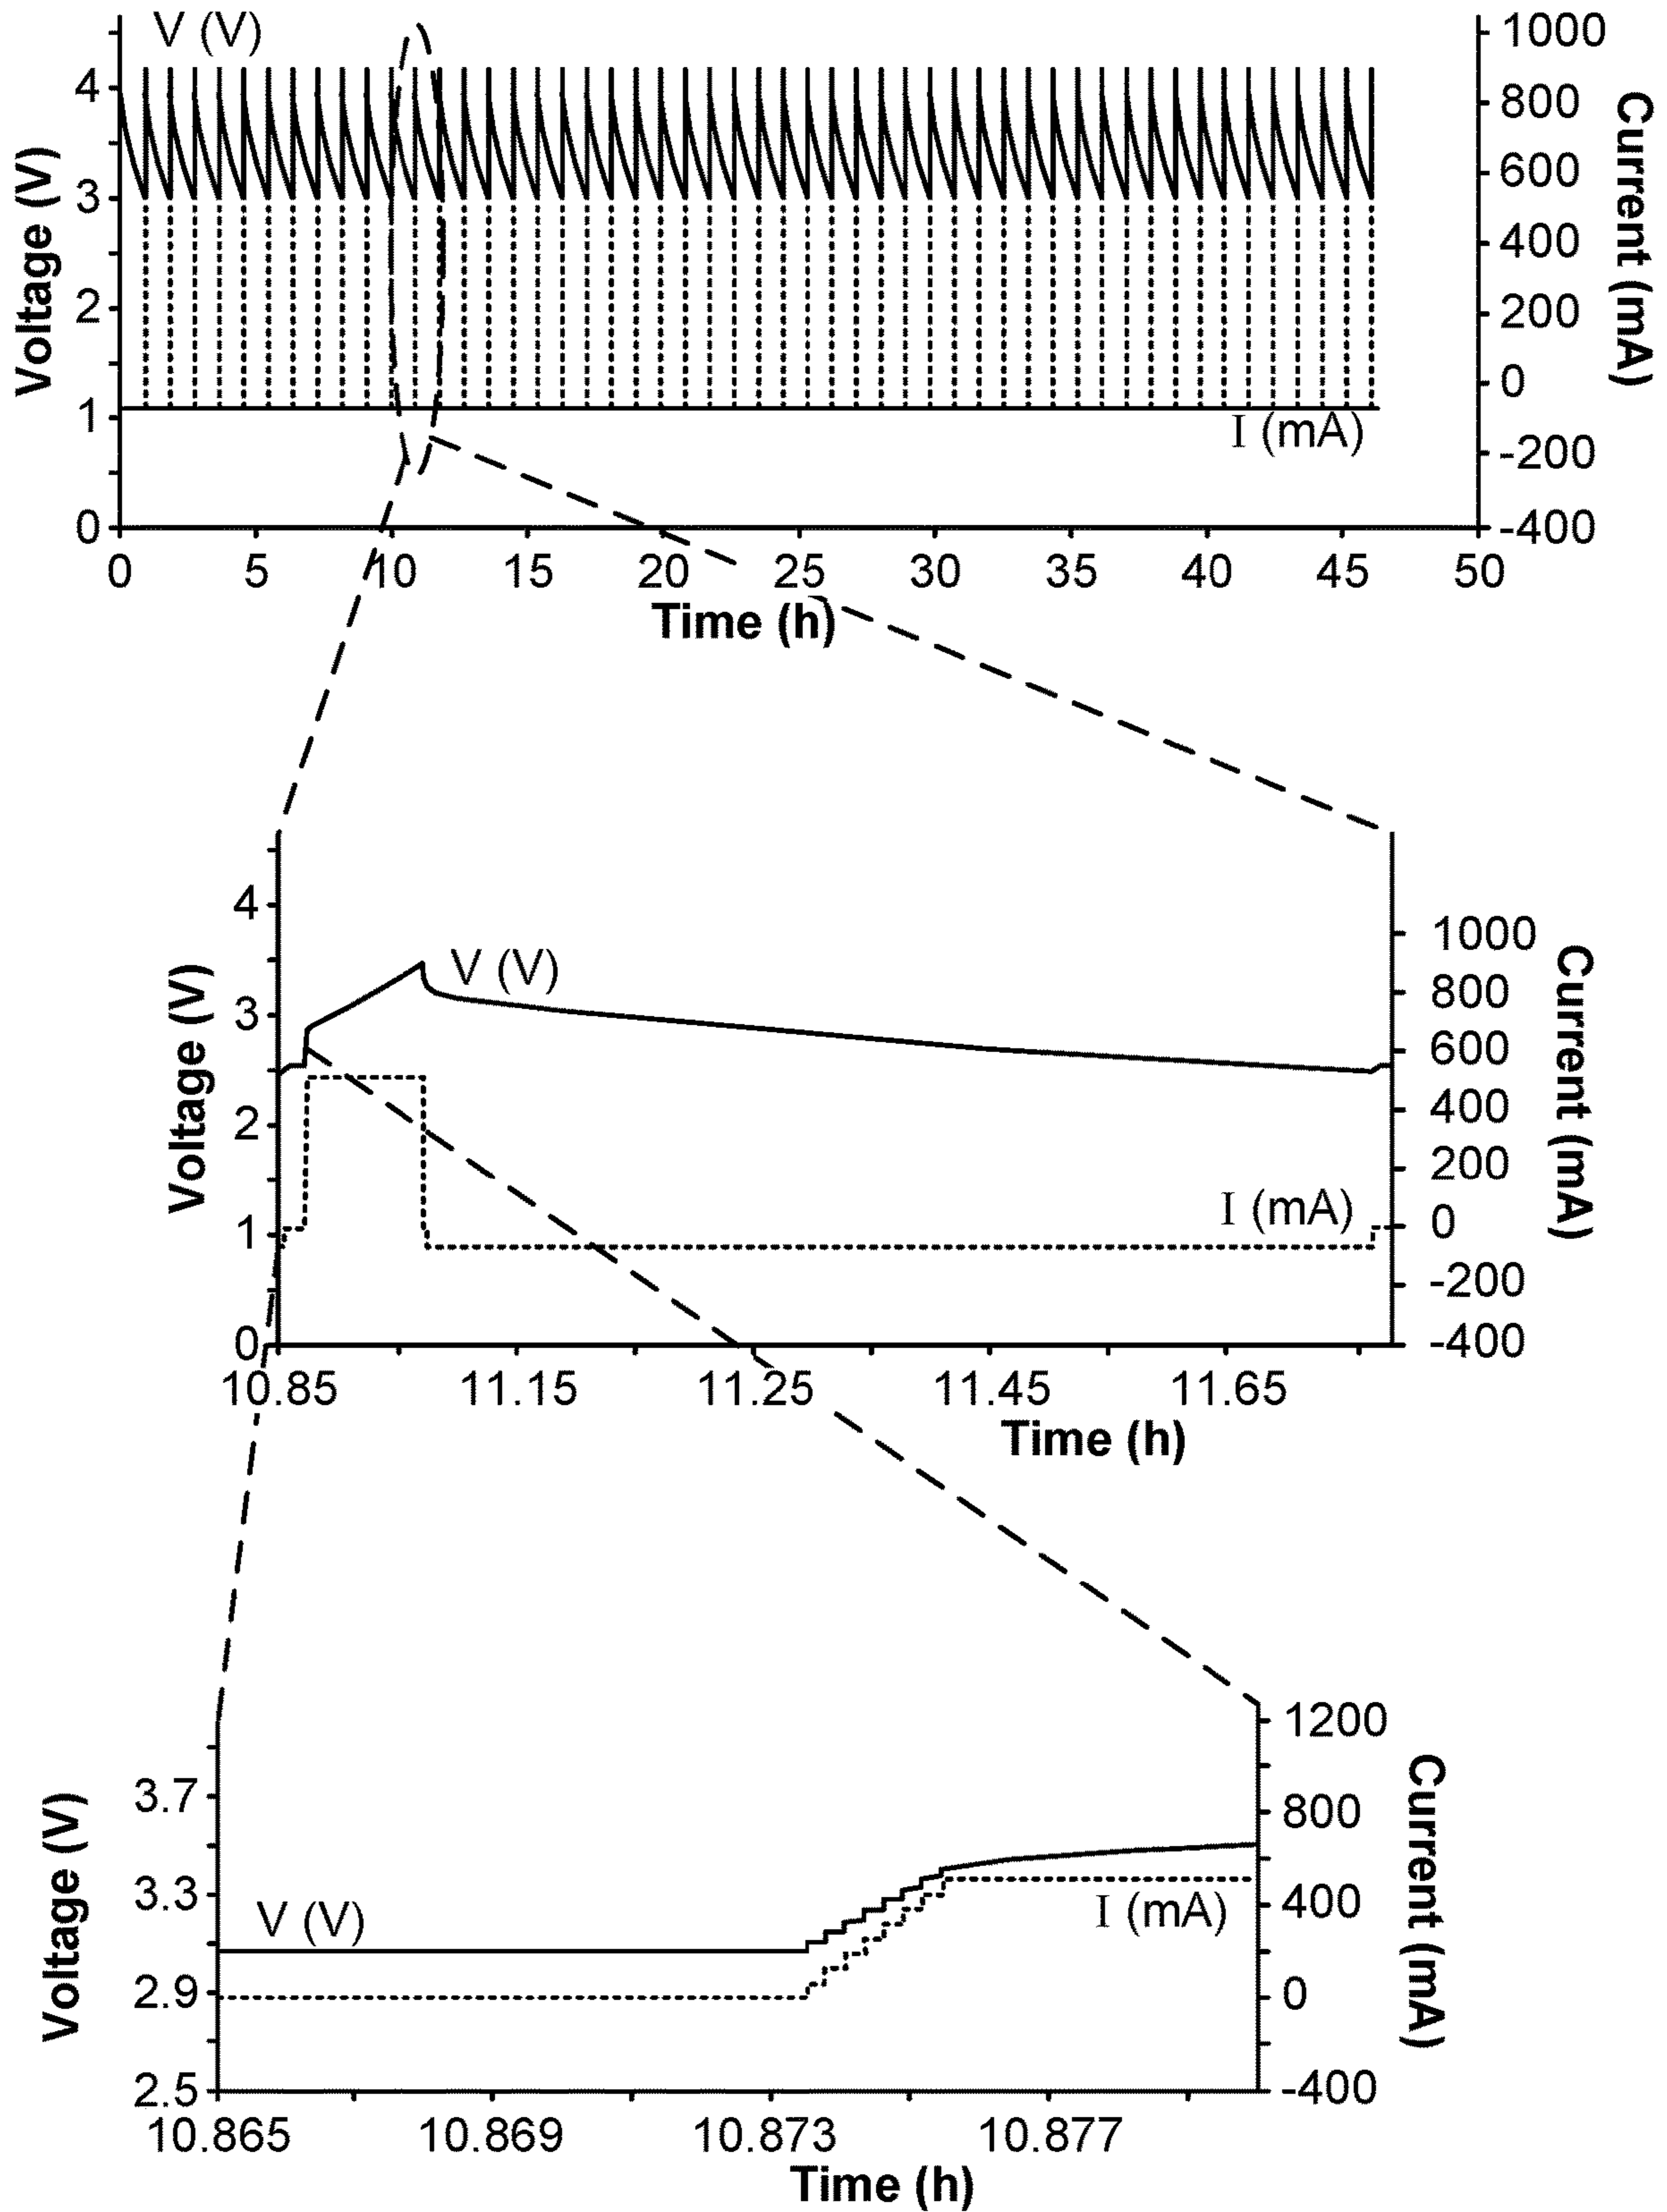 V (V)
1000
800
600
400
200
0
-200
-400
Current (mA)
Voltage (V)
4
3
2
1
0
I (mA)
0 5 10 15 20 25 30 35 40 45 50
Time (h)
Voltage (V)
4
3
2
1
0
V (V)
I (mA)
1000
800
600
400
200
0
-200
-400
Current (mA)
10.85 11.15 11.25 11.45 11.65
Time (h)
Voltage (V)
3.7
3.3
2.9
2.5
V (V)
I (mA)
1200
800
400
0
-400
Current (mA)
10.865 10.869 10.873 10.877
Time (h)